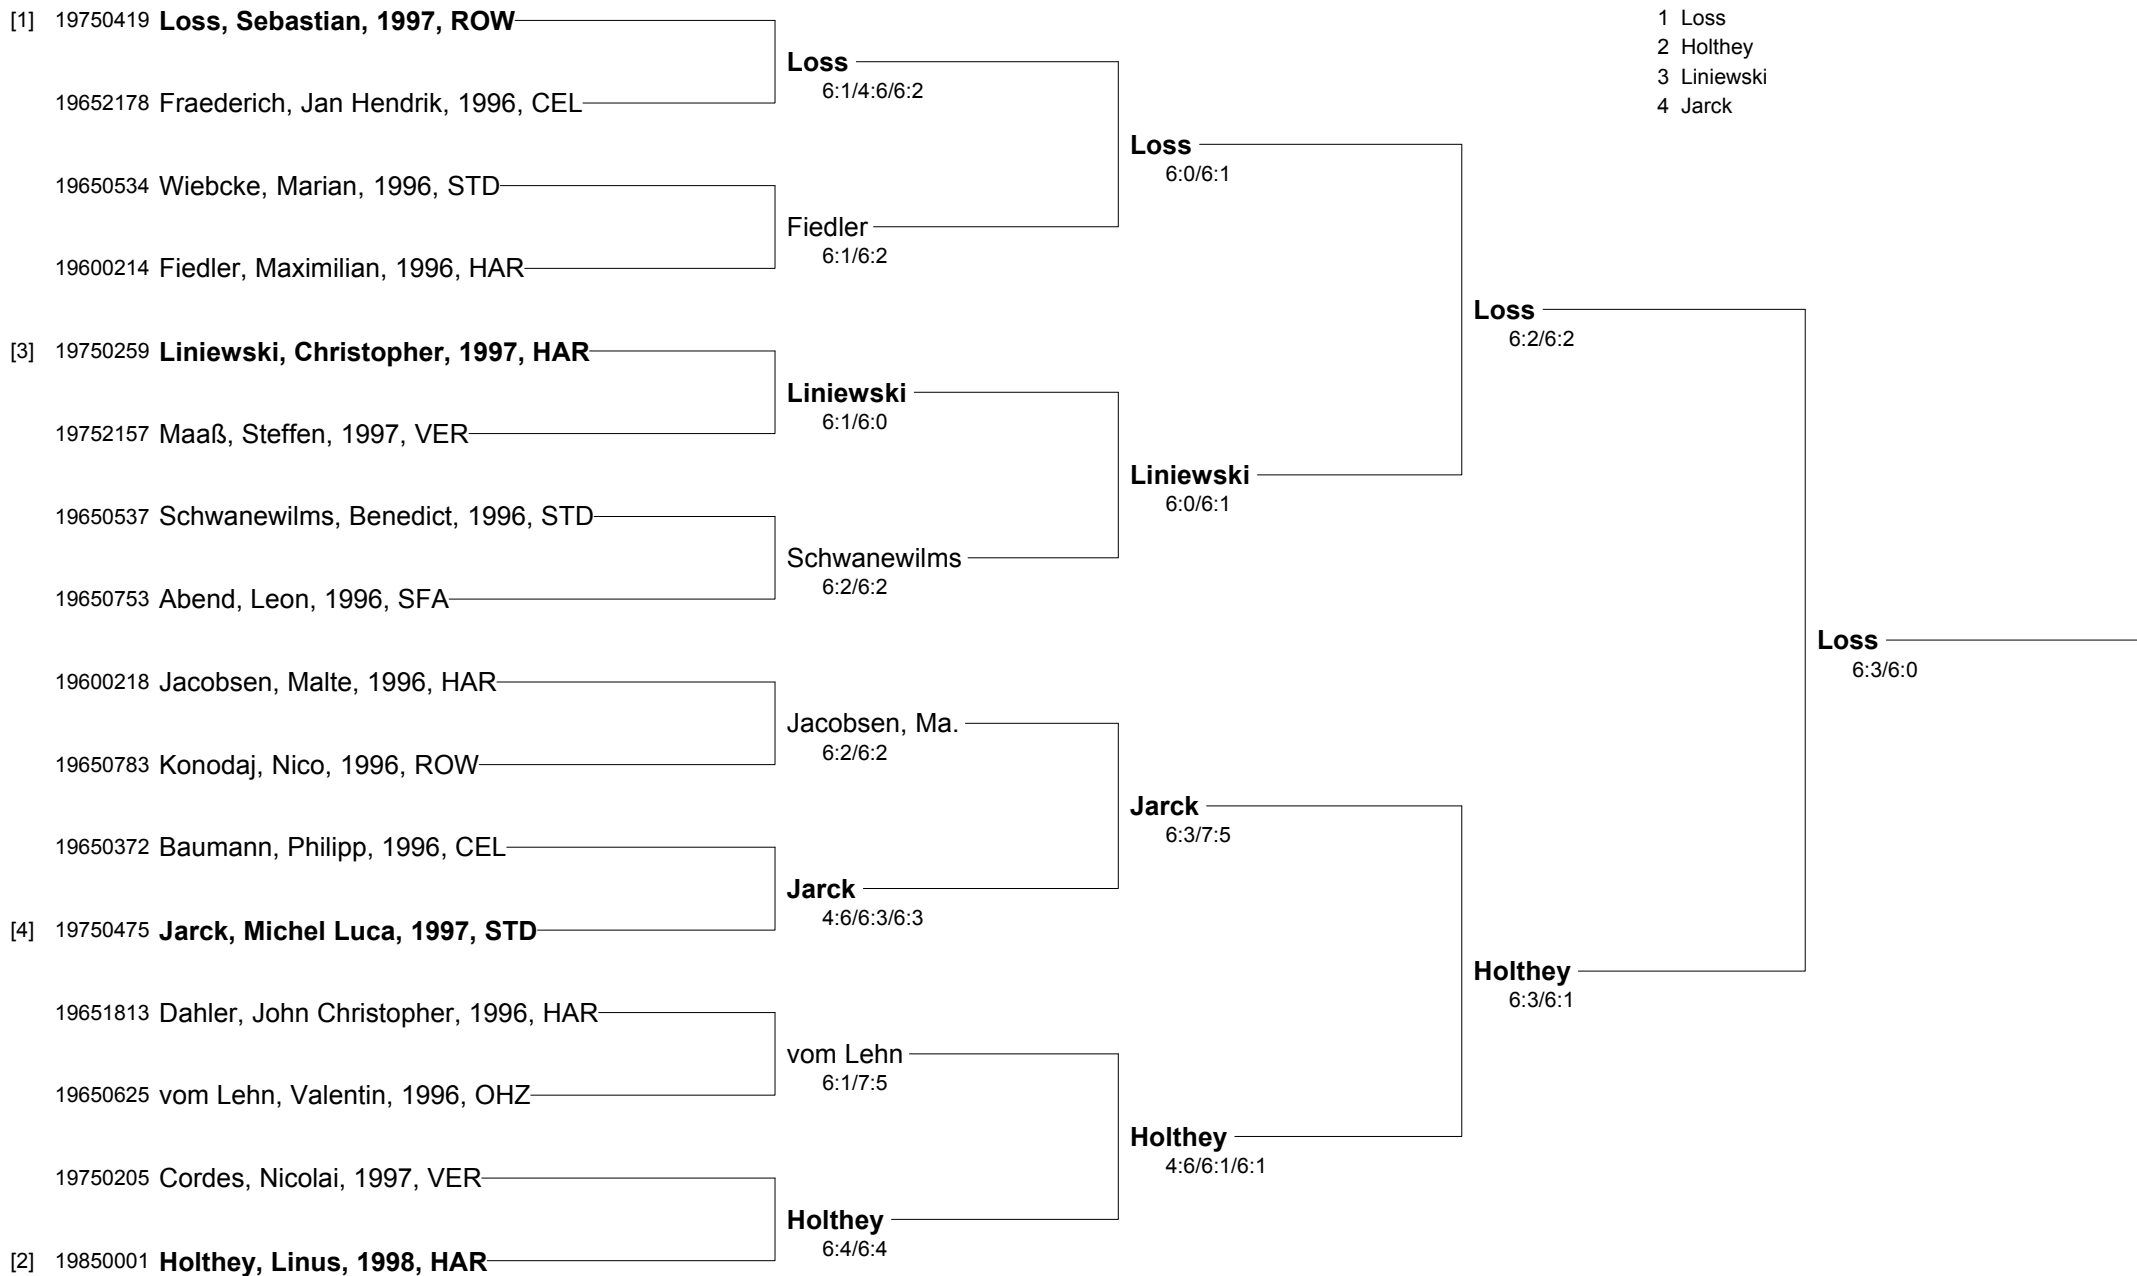 [1] 19750419 Loss, Sebastian, 1997, ROW
19652178 Fraederich, Jan Hendrik, 1996, CEL
19650534 Wiebcke, Marian, 1996, STD
19600214 Fiedler, Maximilian, 1996, HAR
[3] 19750259 Liniewski, Christopher, 1997, HAR
19752157 Maaß, Steffen, 1997, VER
19650537 Schwanewilms, Benedict, 1996, STD
19650753 Abend, Leon, 1996, SFA
19600218 Jacobsen, Malte, 1996, HAR
19650783 Konodaj, Nico, 1996, ROW
19650372 Baumann, Philipp, 1996, CEL
[4] 19750475 Jarck, Michel Luca, 1997, STD
19651813 Dahler, John Christopher, 1996, HAR
19650625 vom Lehn, Valentin, 1996, OHZ
19750205 Cordes, Nicolai, 1997, VER
[2] 19850001 Holthey, Linus, 1998, HAR
Loss
6:1/4:6/6:2
Fiedler
6:1/6:2
Liniewski
6:1/6:0
Schwanewilms
6:2/6:2
Jacobsen, Ma.
6:2/6:2
Jarck
4:6/6:3/6:3
vom Lehn
6:1/7:5
Holthey
6:4/6:4
Loss
6:0/6:1
Liniewski
6:0/6:1
Jarck
6:3/7:5
Holthey
4:6/6:1/6:1
Loss
6:2/6:2
Holthey
6:3/6:1
Loss
6:3/6:0
1 Loss
2 Holthey
3 Liniewski
4 Jarck